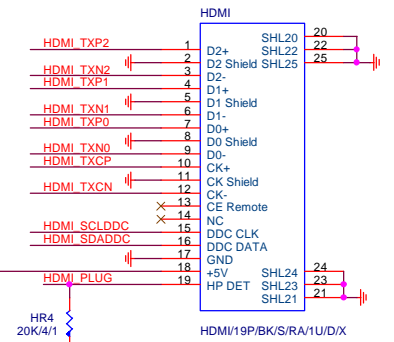 HDMI
HDMI_TXP2 1 D2+ SHL20 20
2 D2 Shield SHL22 22
HDMI_TXN2 3 D2- SHL25 25
HDMI_TXP1 4 D1+
5 D1 Shield
HDMI_TXN1 6 D1-
HDMI_TXP0 7 D0+
8 D0 Shield
HDMI_TXN0 9 D0-
HDMI_TXCP 10 CK+
11 CK Shield
HDMI_TXCN 12 CK-
13 CE Remote
14 NC
HDMI_SCLDDC 15 DDC CLK
HDMI_SDADDC 16 DDC DATA
17 GND
18 +5V SHL24 24
HDMI_PLUG 19 HP DET SHL23 23
SHL21 21
HR4
20K/4/1
HDMI/19P/BK/S/RA/1U/D/X